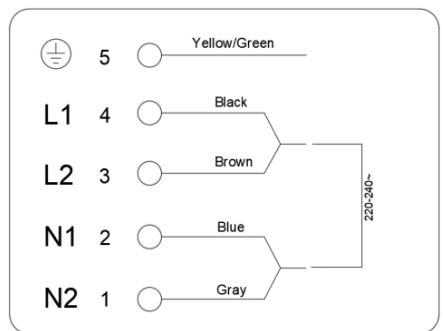 5 Yellow/Green
L1 4 Black
L2 3 Brown
N1 2 Blue
N2 1 Gray
220-240~